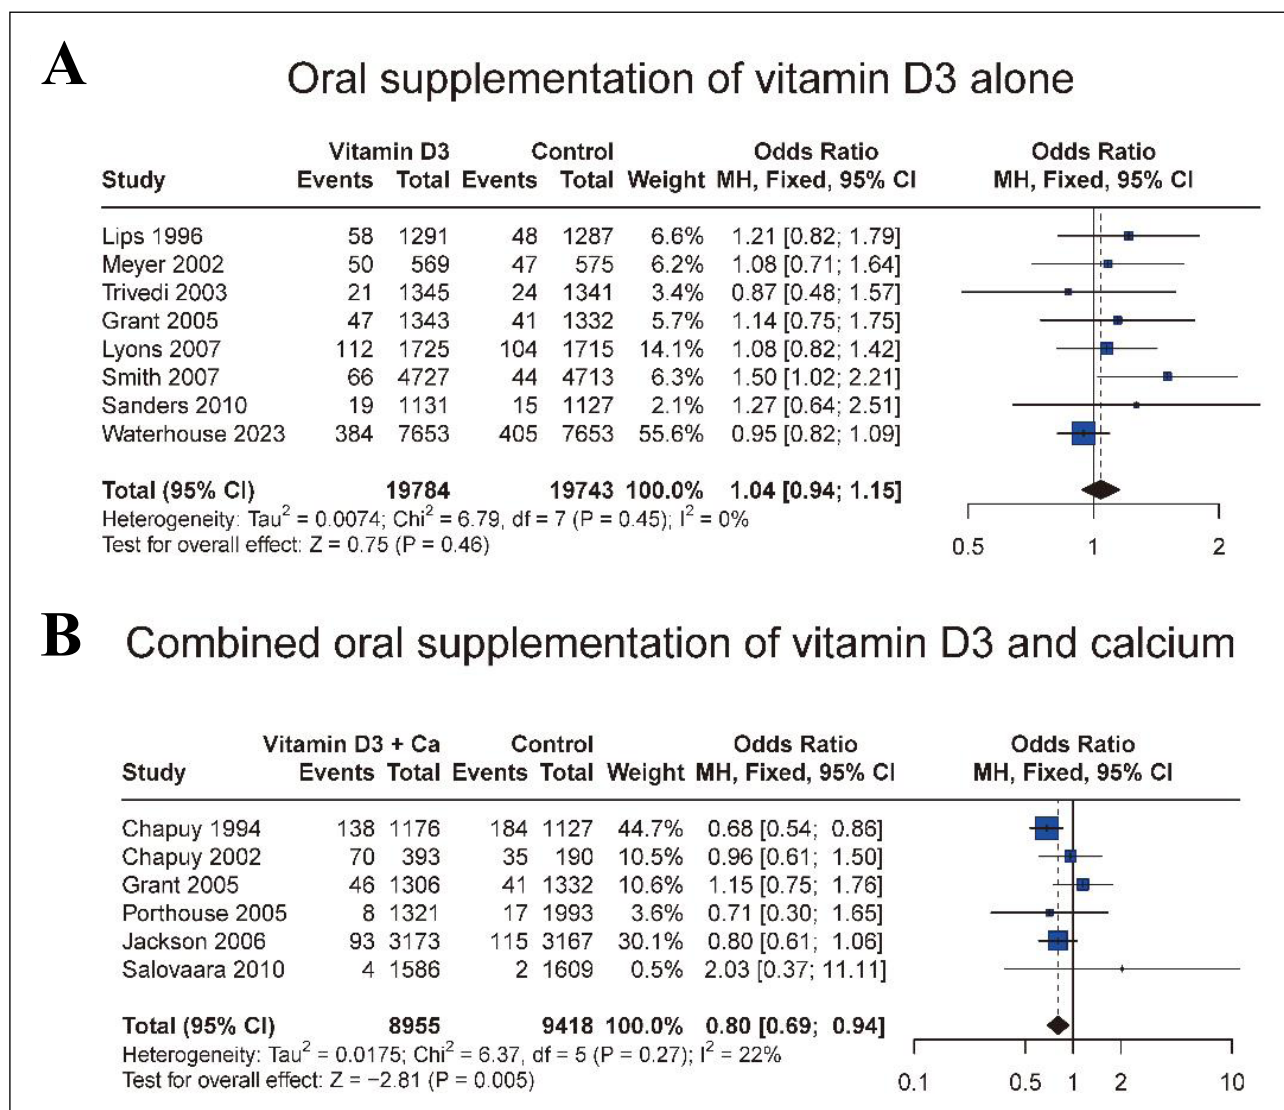 A
Oral supplementation of vitamin D3 alone
Vitamin D3 Control Odds Ratio Odds Ratio
Study Events Total Events Total Weight MH, Fixed, 95% CI MH, Fixed, 95% CI
Lips 1996 58 1291 48 1287 6.6% 1.21 [0.82; 1.79]
Meyer 2002 50 569 47 575 6.2% 1.08 [0.71; 1.64]
Trivedi 2003 21 1345 24 1341 3.4% 0.87 [0.48; 1.57]
Grant 2005 47 1343 41 1332 5.7% 1.14 [0.75; 1.75]
Lyons 2007 112 1725 104 1715 14.1% 1.08 [0.82; 1.42]
Smith 2007 66 4727 44 4713 6.3% 1.50 [1.02; 2.21]
Sanders 2010 19 1131 15 1127 2.1% 1.27 [0.64; 2.51]
Waterhouse 2023 384 7653 405 7653 55.6% 0.95 [0.82; 1.09]
Total (95% CI) 19784 19743 100.0% 1.04 [0.94; 1.15]
Heterogeneity: Tau² = 0.0074; Chi² = 6.79, df = 7 (P = 0.45); I² = 0%
Test for overall effect: Z = 0.75 (P = 0.46)
0.5 1 2
B
Combined oral supplementation of vitamin D3 and calcium
Vitamin D3 + Ca Control Odds Ratio Odds Ratio
Study Events Total Events Total Weight MH, Fixed, 95% CI MH, Fixed, 95% CI
Chapuy 1994 138 1176 184 1127 44.7% 0.68 [0.54; 0.86]
Chapuy 2002 70 393 35 190 10.5% 0.96 [0.61; 1.50]
Grant 2005 46 1306 41 1332 10.6% 1.15 [0.75; 1.76]
Porthouse 2005 8 1321 17 1993 3.6% 0.71 [0.30; 1.65]
Jackson 2006 93 3173 115 3167 30.1% 0.80 [0.61; 1.06]
Salovaara 2010 4 1586 2 1609 0.5% 2.03 [0.37; 11.11]
Total (95% CI) 8955 9418 100.0% 0.80 [0.69; 0.94]
Heterogeneity: Tau² = 0.0175; Chi² = 6.37, df = 5 (P = 0.27); I² = 22%
Test for overall effect: Z = −2.81 (P = 0.005)
0.1 0.5 1 2 10